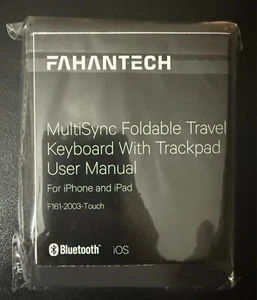 FAHANTECH
MultiSync Foldable Travel
Keyboard With Trackpad
User Manual
For iPhone and iPad
F161-2003-Touch
Bluetooth® iOS